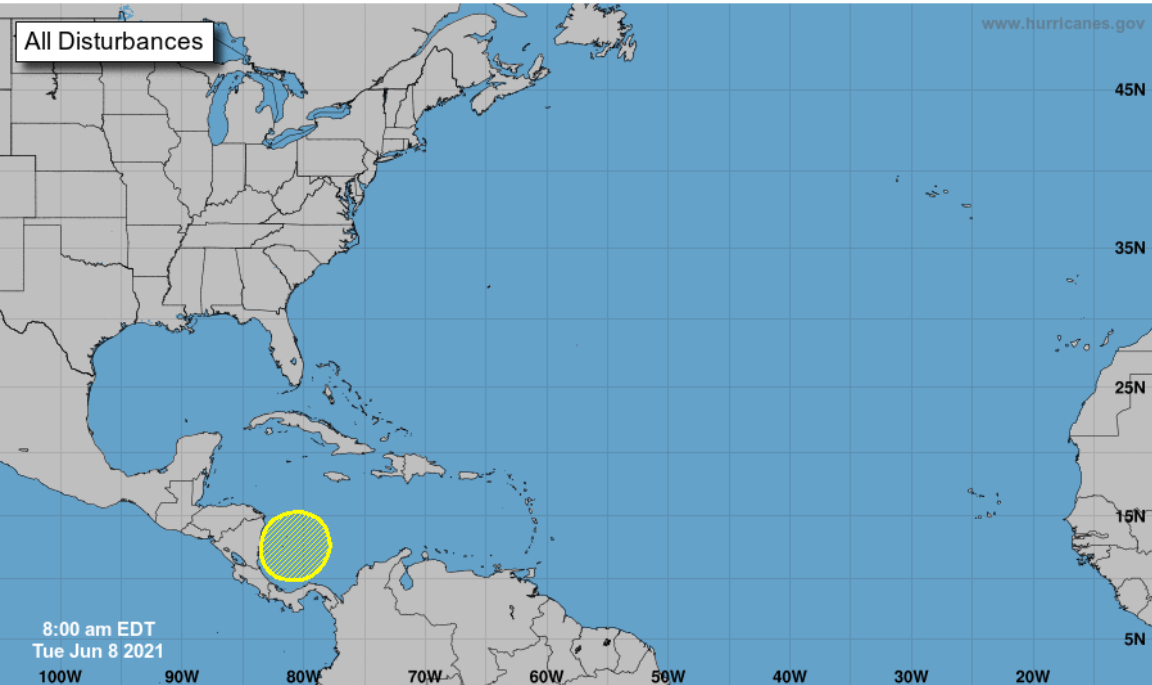 All Disturbances
www.hurricanes.gov
45N
35N
25N
15N
8:00 am EDT
Tue Jun 8 2021
5N
100W 90W 80W 70W 60W 50W 40W 30W 20W